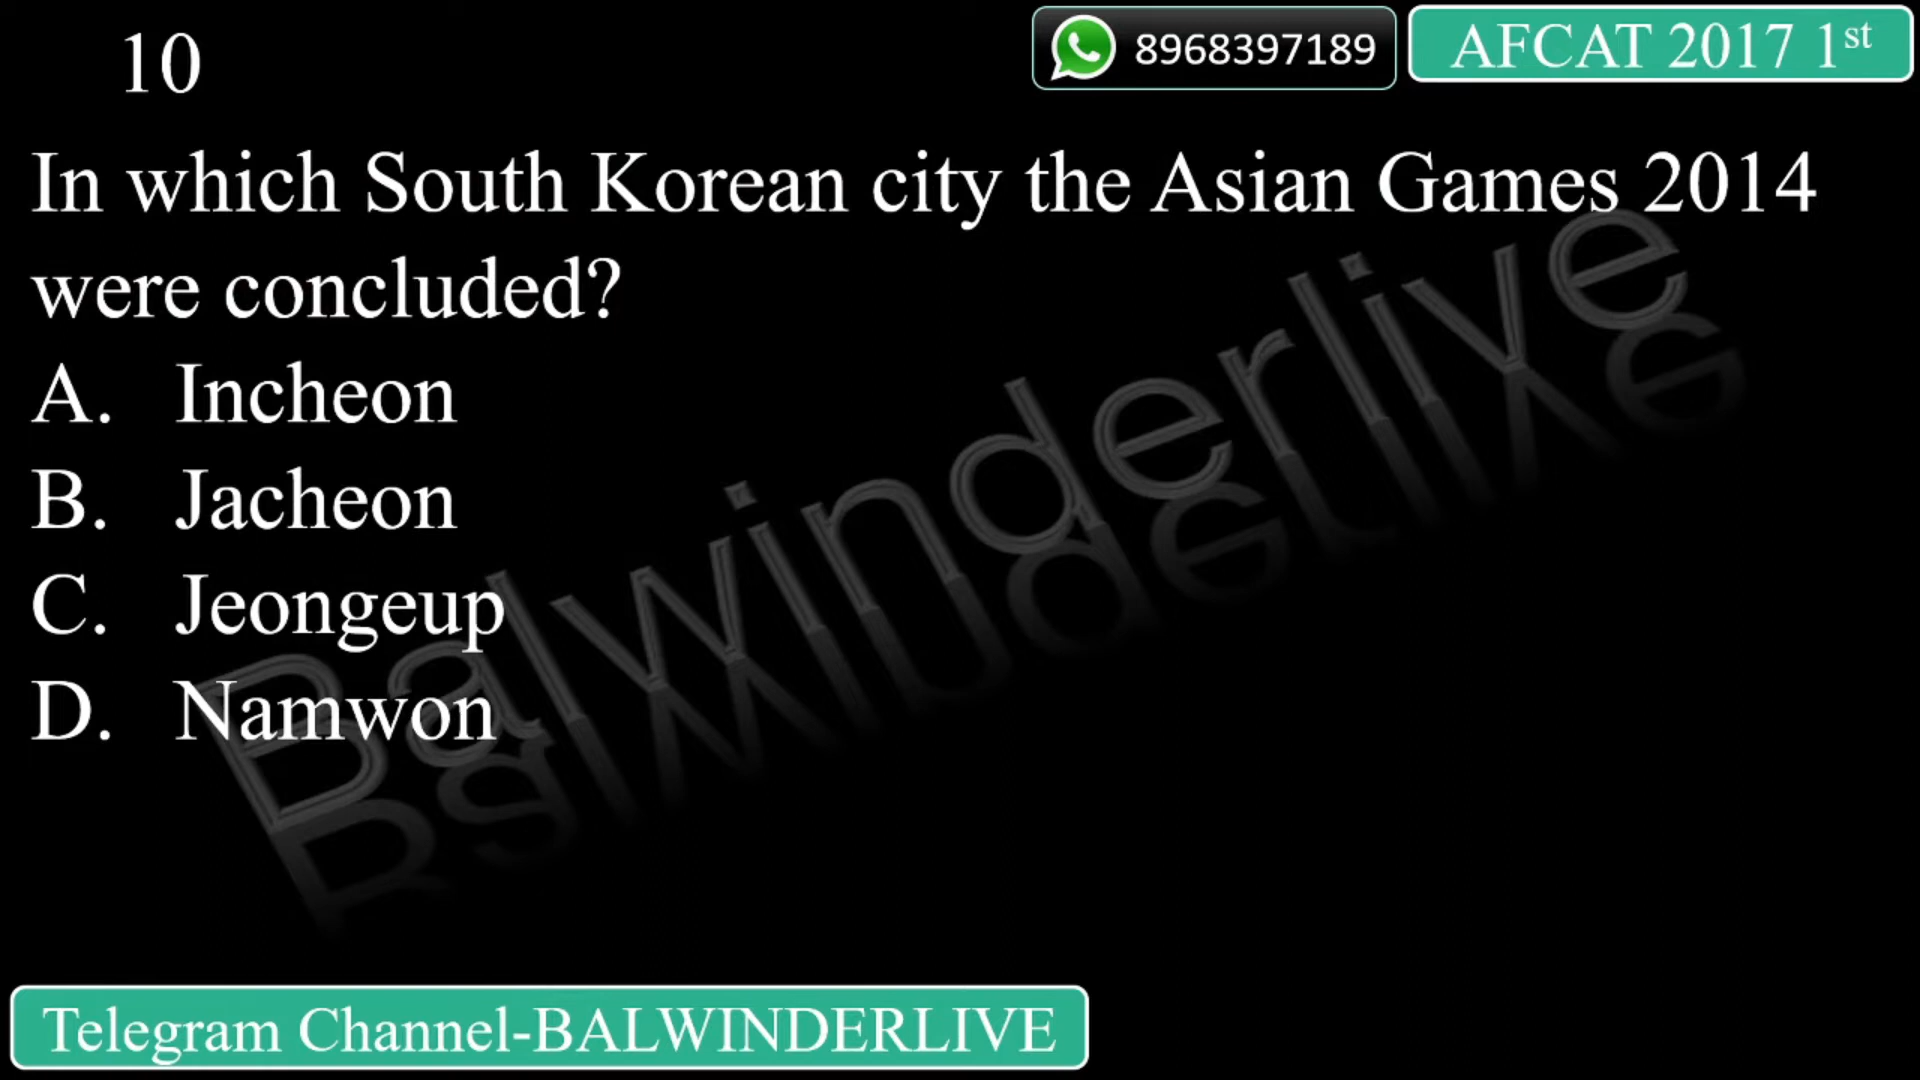 10
8968397189
AFCAT 2017 1st
In which South Korean city the Asian Games 2014
were concluded?
A. Incheon
B. Jacheon
C. Jeongeup
D. Namwon
Balwinderlive
Telegram Channel-BALWINDERLIVE